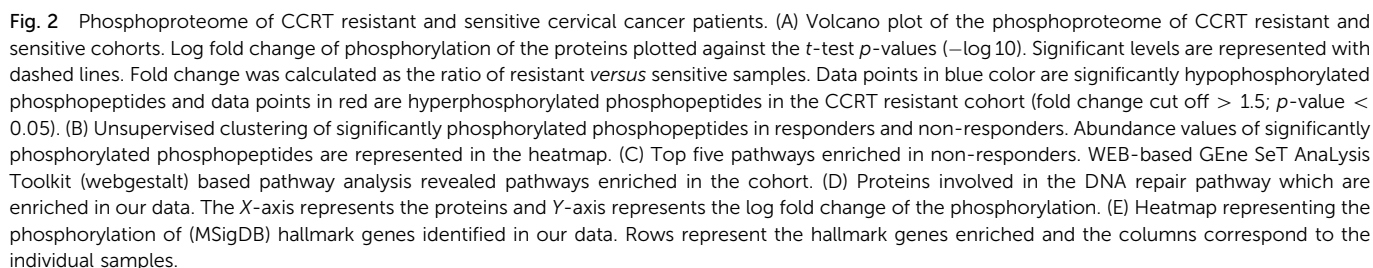 Fig. 2 Phosphoproteome of CCRT resistant and sensitive cervical cancer patients. (A) Volcano plot of the phosphoproteome of CCRT resistant and
sensitive cohorts. Log fold change of phosphorylation of the proteins plotted against the t-test p-values (−log 10). Significant levels are represented with
dashed lines. Fold change was calculated as the ratio of resistant versus sensitive samples. Data points in blue color are significantly hypophosphorylated
phosphopeptides and data points in red are hyperphosphorylated phosphopeptides in the CCRT resistant cohort (fold change cut off > 1.5; p-value <
0.05). (B) Unsupervised clustering of significantly phosphorylated phosphopeptides in responders and non-responders. Abundance values of significantly
phosphorylated phosphopeptides are represented in the heatmap. (C) Top five pathways enriched in non-responders. WEB-based GEne SeT AnaLysis
Toolkit (webgestalt) based pathway analysis revealed pathways enriched in the cohort. (D) Proteins involved in the DNA repair pathway which are
enriched in our data. The X-axis represents the proteins and Y-axis represents the log fold change of the phosphorylation. (E) Heatmap representing the
phosphorylation of (MSigDB) hallmark genes identified in our data. Rows represent the hallmark genes enriched and the columns correspond to the
individual samples.